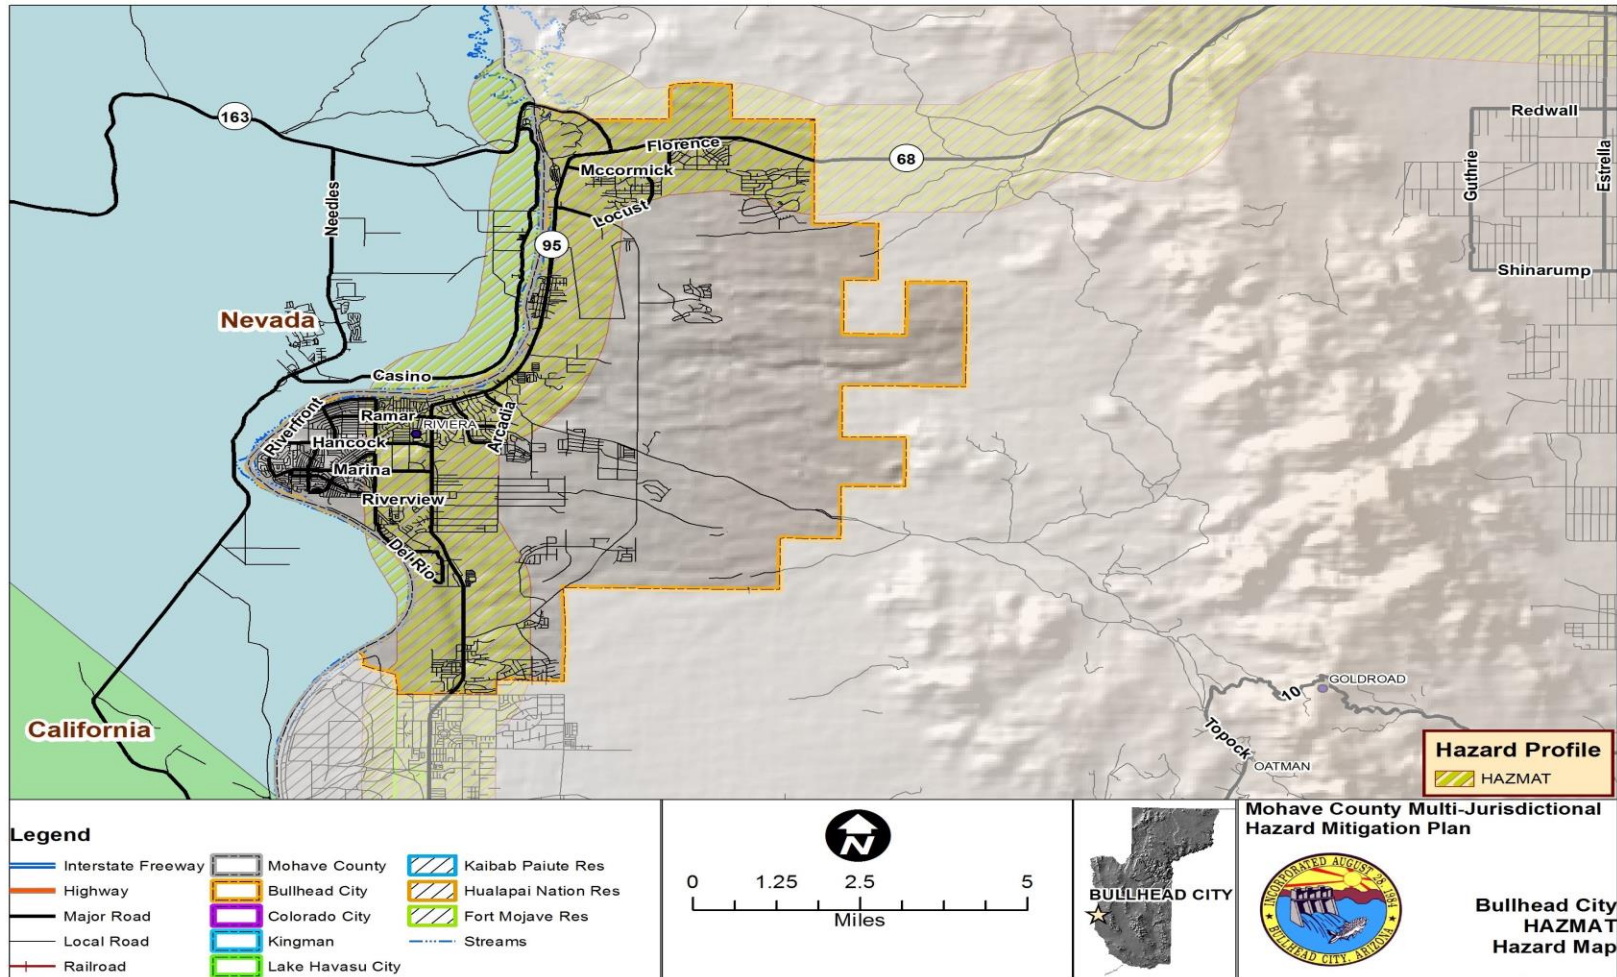 163
Florence
Redwall
68
Mccormick
Needles
Guthrie
Estrella
Locust
95
Shinarump
Nevada
Casino
Riverfront
Ramar
RIVIERA
Arcadia
Hancock
Marina
Riverview
Del Rio
10
GOLDROAD
California
Topock
OATMAN
Hazard Profile
HAZMAT
Legend
Interstate Freeway
Highway
Major Road
Local Road
Railroad
Mohave County
Bullhead City
Colorado City
Kingman
Lake Havasu City
Kaibab Paiute Res
Hualapai Nation Res
Fort Mojave Res
Streams
N
0 1.25 2.5 5
Miles
BULLHEAD CITY
Mohave County Multi-Jurisdictional
Hazard Mitigation Plan
INCORPORATED AUGUST 28, 1984
BULLHEAD CITY, ARIZONA
Bullhead City
HAZMAT
Hazard Map